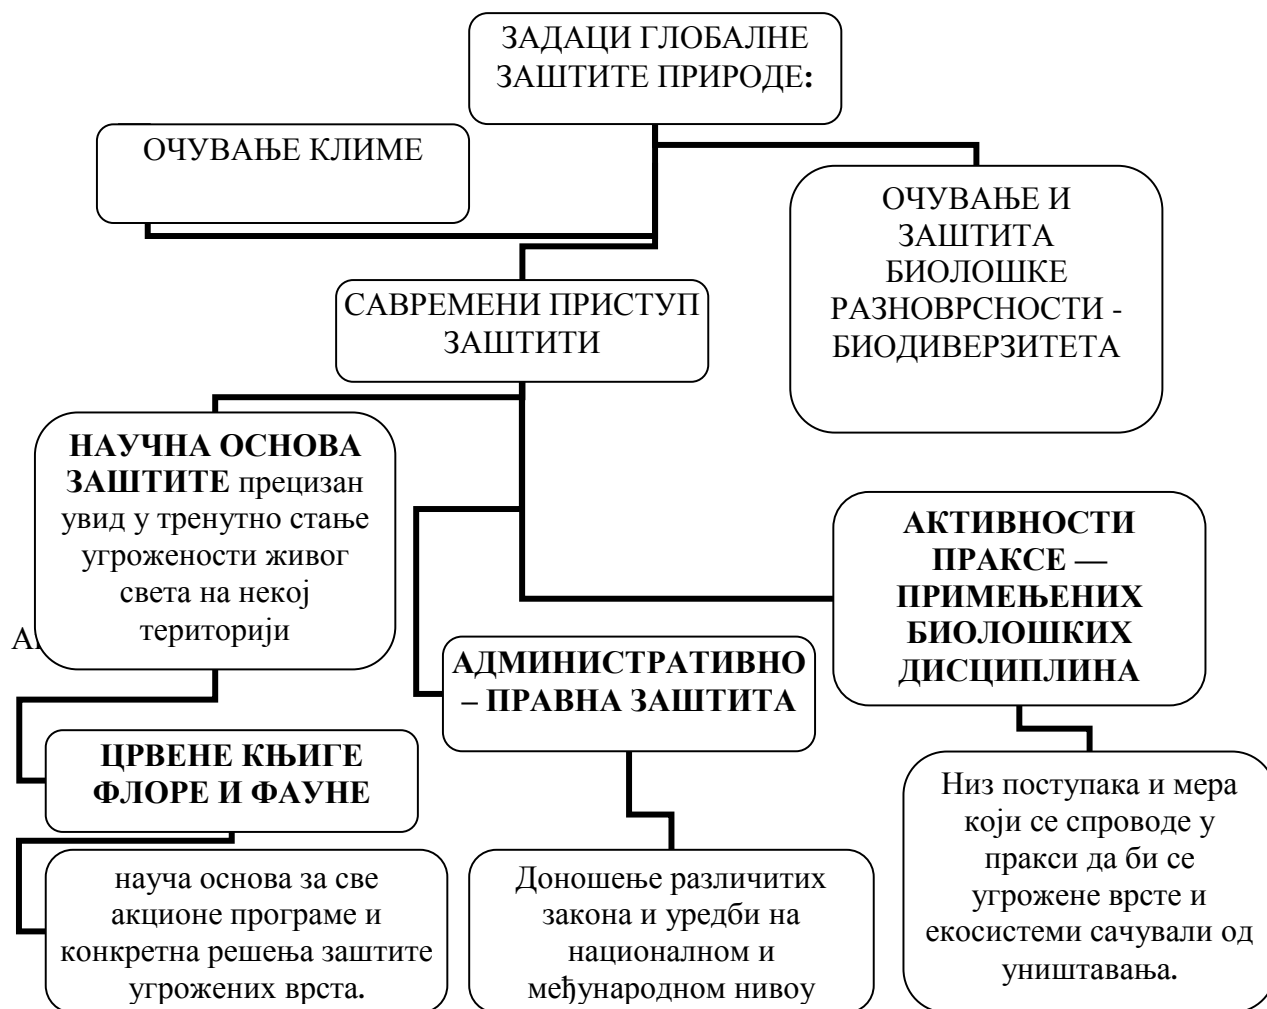 ЗАДАЦИ ГЛОБАЛНЕ
ЗАШТИТЕ ПРИРОДЕ:
ОЧУВАЊЕ КЛИМЕ
ОЧУВАЊЕ И
ЗАШТИТА
БИОЛОШКЕ
РАЗНОВРСНОСТИ -
БИОДИВЕРЗИТЕТА
САВРЕМЕНИ ПРИСТУП
ЗАШТИТИ
НАУЧНА ОСНОВА
ЗАШТИТЕ прецизан
увид у тренутно стање
угрожености живог
света на некој
територији
АКТИВНОСТИ
ПРАКСЕ —
ПРИМЕЊЕНИХ
БИОЛОШКИХ
ДИСЦИПЛИНА
АДМИНИСТРАТИВНО
– ПРАВНА ЗАШТИТА
ЦРВЕНЕ КЊИГЕ
ФЛОРЕ И ФАУНЕ
Низ поступака и мера
који се спроводе у
пракси да би се
угрожене врсте и
екосистеми сачували од
уништавања.
науча основа за све
акционе програме и
конкретна решења заштите
угрожених врста.
Доношење различитих
закона и уредби на
националном и
међународном нивоу